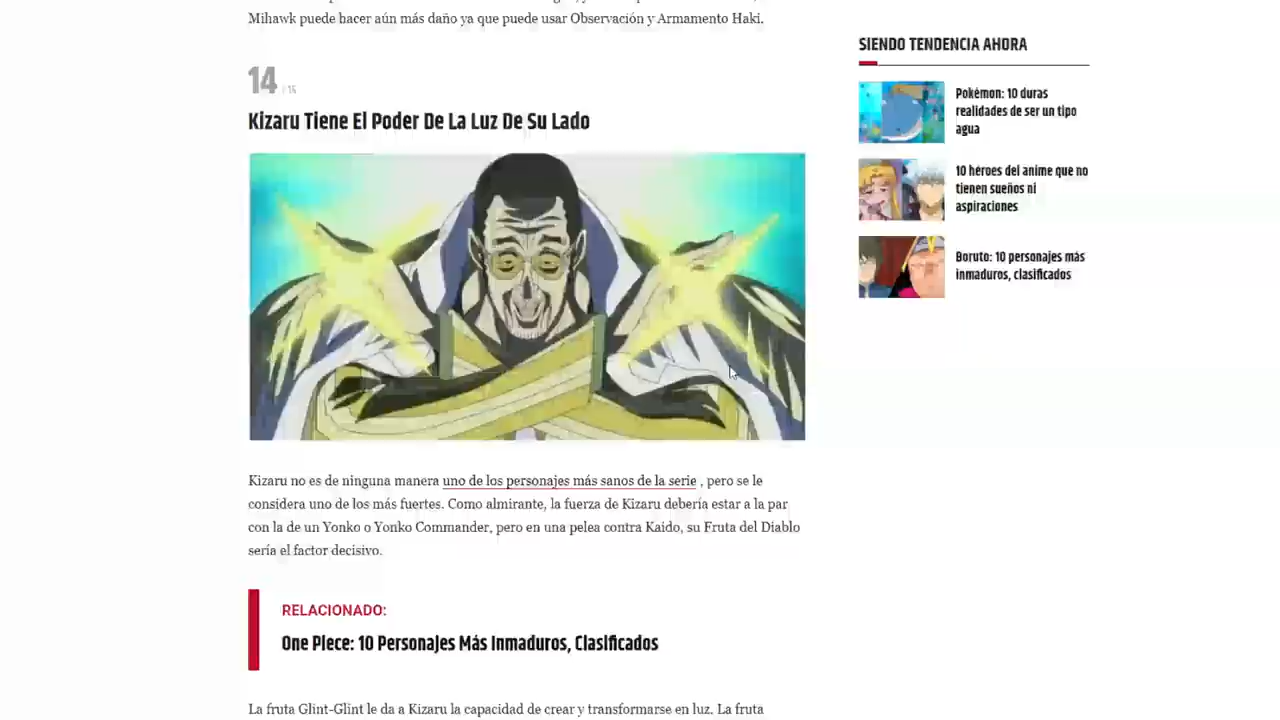 Mihawk puede hacer aún más daño ya que puede usar Observación y Armamento Haki.
14
Kizaru Tiene El Poder De La Luz De Su Lado
Kizaru no es de ninguna manera uno de los personajes más sanos de la serie , pero se le
considera uno de los más fuertes. Como almirante, la fuerza de Kizaru debería estar a la par
con la de un Yonko o Yonko Commander, pero en una pelea contra Kaido, su Fruta del Diablo
sería el factor decisivo.
RELACIONADO:
One Piece: 10 Personajes Más Inmaduros, Clasificados
La fruta Glint-Glint le da a Kizaru la capacidad de crear y transformarse en luz. La fruta
SIENDO TENDENCIA AHORA
Pokémon: 10 duras
realidades de ser un tipo
agua
10 héroes del anime que no
tienen sueños ni
aspiraciones
Boruto: 10 personajes más
inmaduros, clasificados